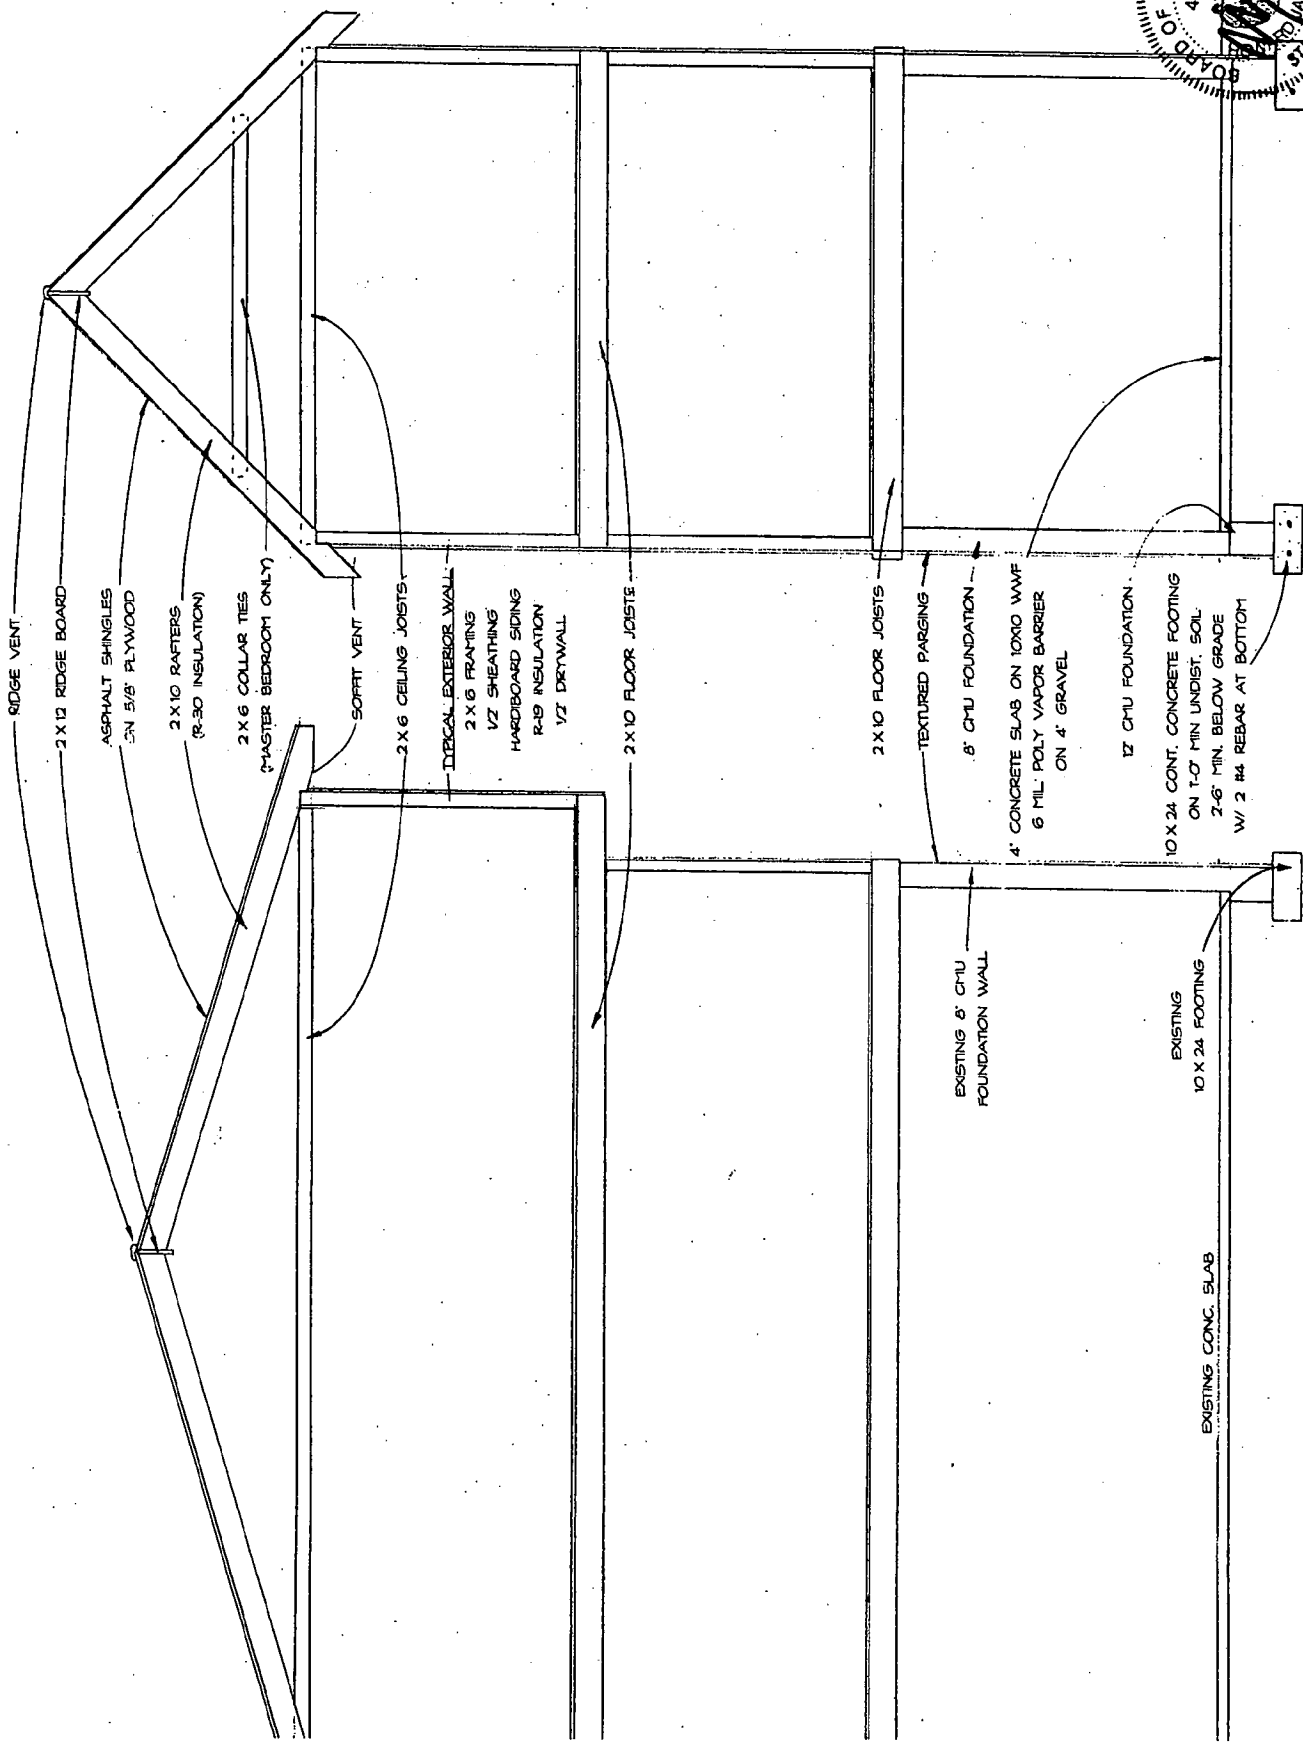 RIDGE VENT
2 X 12 RIDGE BOARD
ASPHALT SHINGLES
ON 5/8" PLYWOOD
2 X 10 RAFTERS
(R-30 INSULATION)
2 X 6 COLLAR TIES
(MASTER BEDROOM ONLY)
SOFFIT VENT
2 X 6 CEILING JOISTS
TYPICAL EXTERIOR WALL
2 X 6 FRAMING
1/2" SHEATHING
HARDIBOARD SIDING
R-19 INSULATION
1/2" DRYWALL
2 X 10 FLOOR JOISTS
2 X 10 FLOOR JOISTS
TEXTURED PARGING
8" CMU FOUNDATION
4" CONCRETE SLAB ON 10X10 WWF
6 MIL POLY VAPOR BARRIER
ON 4" GRAVEL
12" CMU FOUNDATION
10 X 24 CONT. CONCRETE FOOTING
ON 1'-0" MIN UNDIST. SOIL
2'-6" MIN. BELOW GRADE
W/ 2 #4 REBAR AT BOTTOM
EXISTING 8" CMU
FOUNDATION WALL
EXISTING
10 X 24 FOOTING
EXISTING CONC. SLAB
BOARD OF